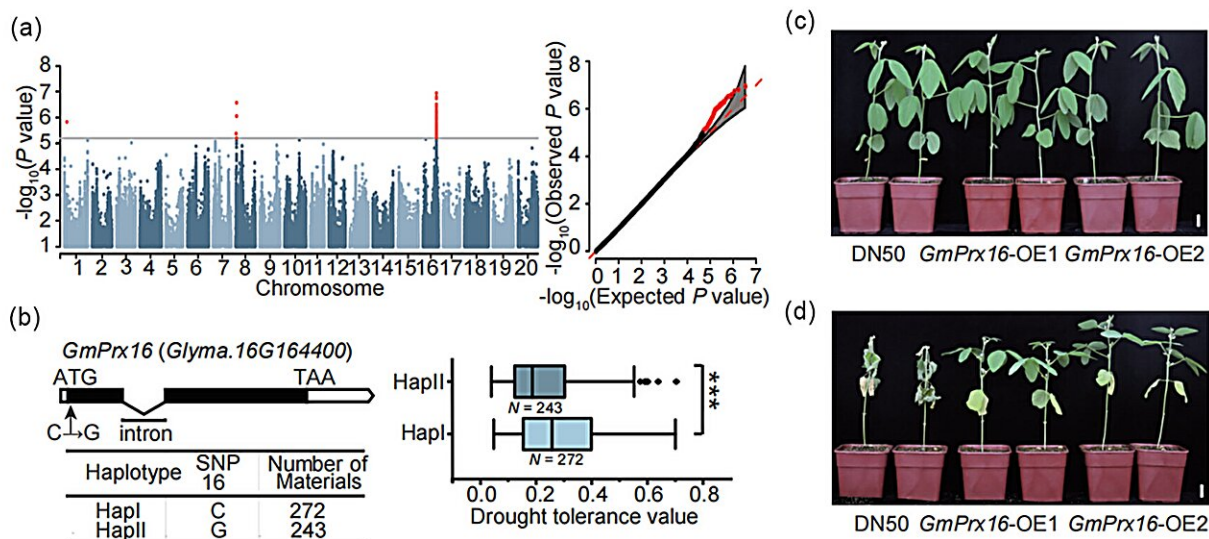 (a)
-log10(P value)
8
7
6
5
4
3
2
1
1 2 3 4 5 6 7 8 9 10 11 12 13 14 15 16 17 18 19 20
Chromosome
-log10(Observed P value)
8
6
4
2
0
0 1 2 3 4 5 6 7
-log10(Expected P value)
(b)
GmPrx16 (Glyma.16G164400)
ATG TAA
C→G intron
Haplotype SNP 16 Number of Materials
HapI C 272
HapII G 243
HapII
N = 243
HapI
N = 272
***
0.0 0.2 0.4 0.6 0.8
Drought tolerance value
(c)
DN50 GmPrx16-OE1 GmPrx16-OE2
(d)
DN50 GmPrx16-OE1 GmPrx16-OE2